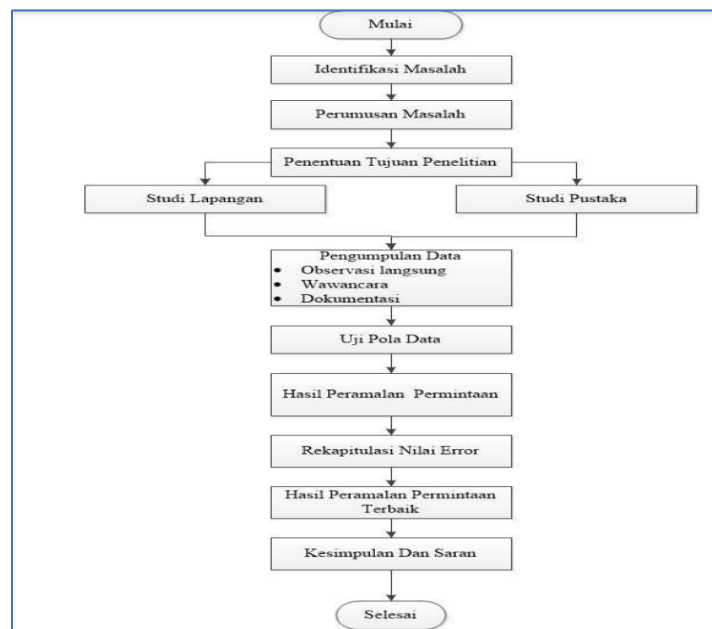 Mulai
Identifikasi Masalah
Perumusan Masalah
Penentuan Tujuan Penelitian
Studi Lapangan
Studi Pustaka
Pengumpulan Data
• Observasi langsung
• Wawancara
• Dokumentasi
Uji Pola Data
Hasil Peramalan Permintaan
Rekapitulasi Nilai Error
Hasil Peramalan Permintaan
Terbaik
Kesimpulan Dan Saran
Selesai